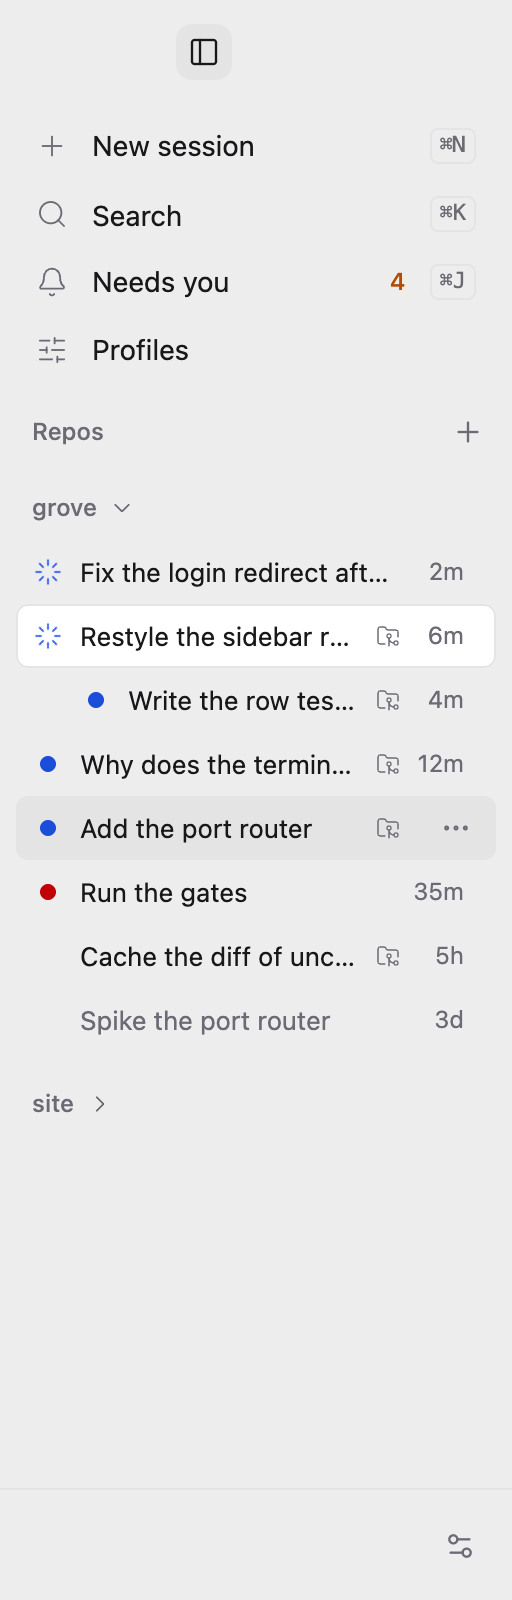 New session ⌘N
Search ⌘K
Needs you 4 ⌘J
Profiles
Repos
grove
Fix the login redirect aft... 2m
Restyle the sidebar r... 6m
Write the row tes... 4m
Why does the termin... 12m
Add the port router
Run the gates 35m
Cache the diff of unc... 5h
Spike the port router 3d
site